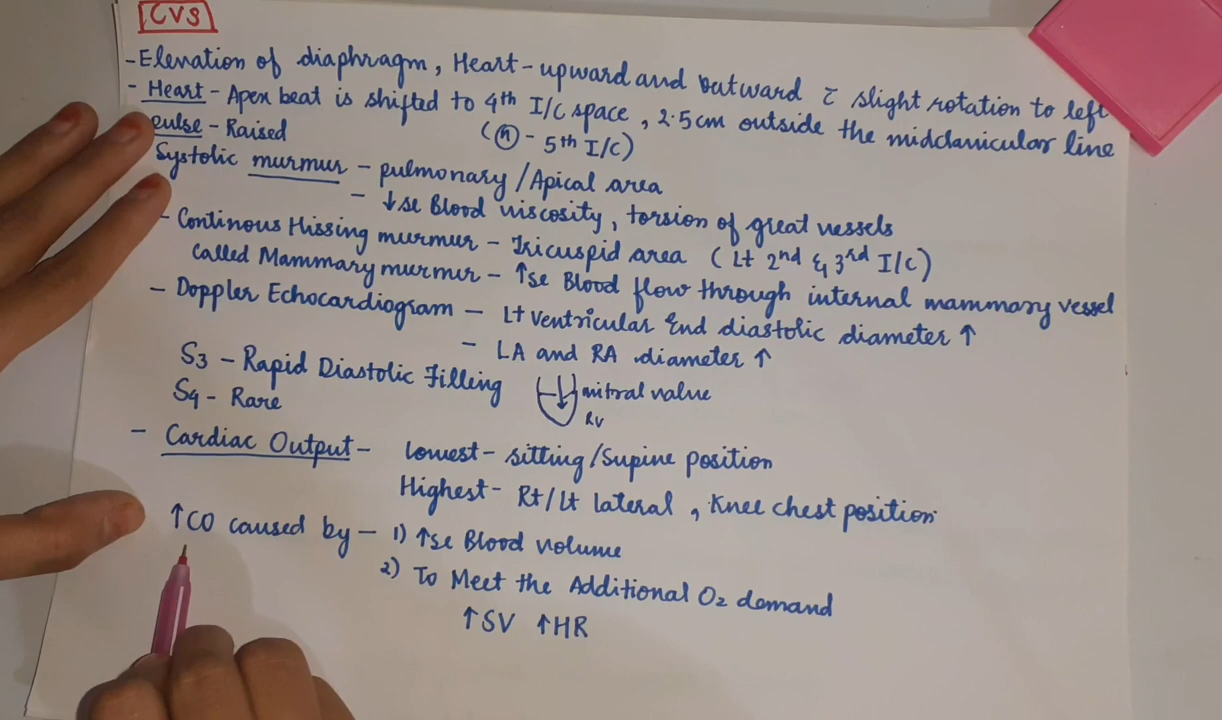 CVS
- Elevation of diaphragm, Heart - upward and outward c̄ slight rotation to left
- Heart - Apex beat is shifted to 4th I/C space, 2.5cm outside the midclavicular line
(n - 5th I/C)
pulse - Raised
Systolic murmur - pulmonary / Apical area
- ↓se Blood viscosity, torsion of great vessels
- Continous Hissing murmur - Tricuspid area (Lt 2nd & 3rd I/C)
called Mammary murmur - ↑se Blood flow through internal mammary vessel
- Doppler Echocardiogram - Lt ventricular End diastolic diameter ↑
- LA and RA diameter ↑
S3 - Rapid Diastolic Filling
mitral valve
RV
S4 - Rare
- Cardiac Output - lowest - sitting/Supine position
Highest - Rt/Lt lateral, Knee chest position
↑CO caused by - 1) ↑se Blood volume
2) To Meet the Additional O2 demand
↑SV ↑HR